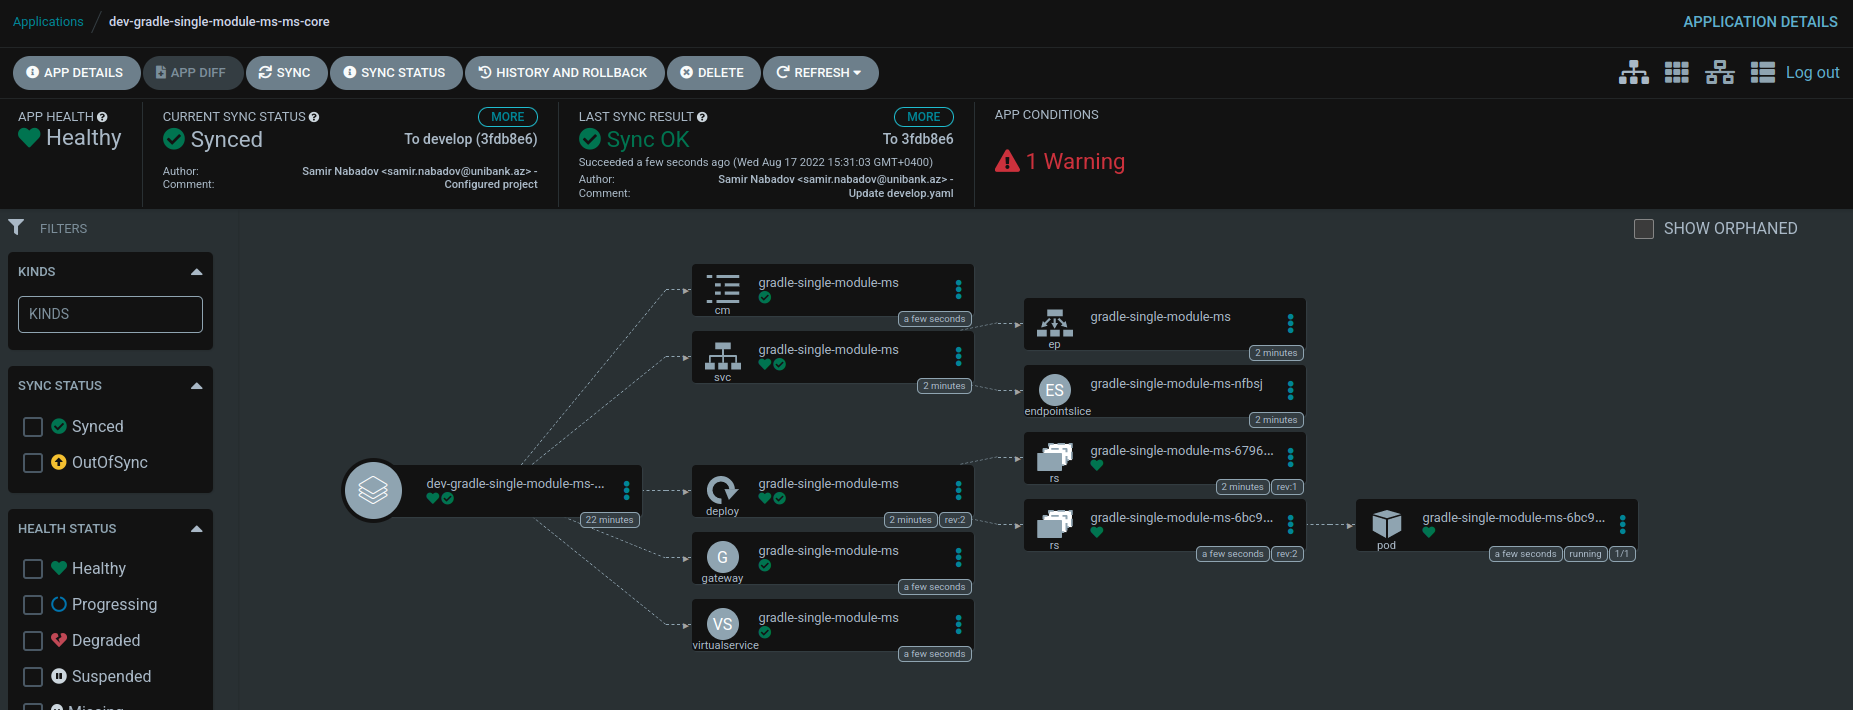 Applications / dev-gradle-single-module-ms-ms-core
APPLICATION DETAILS
APP DETAILS
APP DIFF
SYNC
SYNC STATUS
HISTORY AND ROLLBACK
DELETE
REFRESH
Log out
APP HEALTH
Healthy
CURRENT SYNC STATUS
MORE
Synced
To develop (3fdb8e6)
Author: Samir Nabadov <samir.nabadov@unibank.az> -
Comment: Configured project
LAST SYNC RESULT
MORE
Sync OK
To 3fdb8e6
Succeeded a few seconds ago (Wed Aug 17 2022 15:31:03 GMT+0400)
Author: Samir Nabadov <samir.nabadov@unibank.az> -
Comment: Update develop.yaml
APP CONDITIONS
1 Warning
FILTERS
KINDS
KINDS
SYNC STATUS
Synced
OutOfSync
HEALTH STATUS
Healthy
Progressing
Degraded
Suspended
Missing
SHOW ORPHANED
dev-gradle-single-module-ms-...
22 minutes
gradle-single-module-ms
cm
a few seconds
gradle-single-module-ms
svc
2 minutes
gradle-single-module-ms
deploy
2 minutes
rev:2
G
gradle-single-module-ms
gateway
a few seconds
VS
gradle-single-module-ms
virtualservice
a few seconds
gradle-single-module-ms
ep
2 minutes
ES
gradle-single-module-ms-nfbsj
endpointslice
2 minutes
gradle-single-module-ms-6796...
rs
2 minutes
rev:1
gradle-single-module-ms-6bc9...
rs
a few seconds
rev:2
gradle-single-module-ms-6bc9...
pod
a few seconds
running
1/1